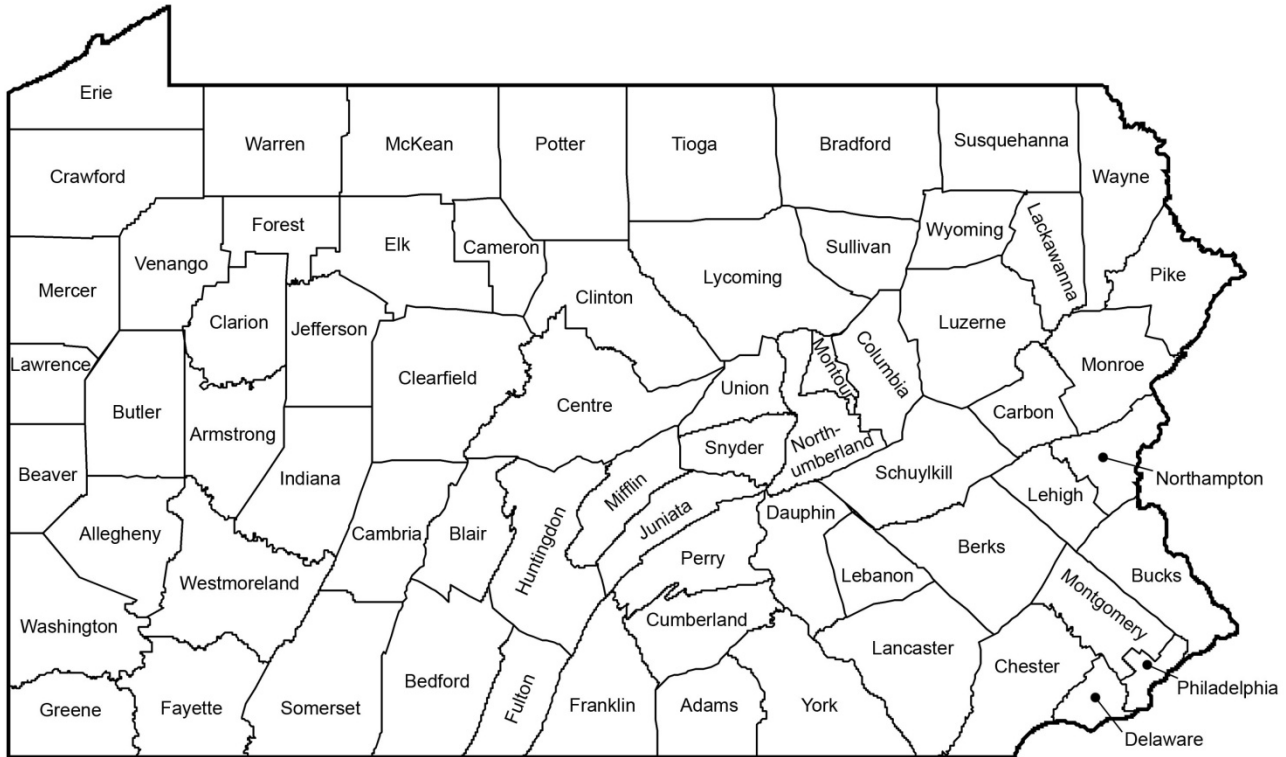 Erie
Warren
McKean
Potter
Tioga
Bradford
Susquehanna
Crawford
Wayne
Forest
Elk
Cameron
Sullivan
Wyoming
Lackawanna
Venango
Pike
Mercer
Clarion
Jefferson
Clinton
Lycoming
Luzerne
Lawrence
Clearfield
Centre
Union
Montour
Columbia
Monroe
Butler
Armstrong
Snyder
North-
umberland
Carbon
Beaver
Indiana
Mifflin
Schuylkill
Northampton
Lehigh
Allegheny
Cambria
Blair
Huntingdon
Juniata
Dauphin
Perry
Berks
Westmoreland
Lebanon
Bucks
Washington
Cumberland
Montgomery
Lancaster
Chester
Greene
Fayette
Somerset
Bedford
Fulton
Franklin
Adams
York
Philadelphia
Delaware